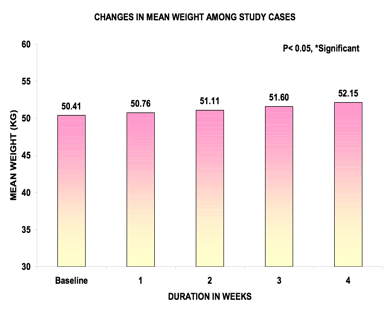 CHANGES IN MEAN WEIGHT AMONG STUDY CASES
P< 0.05, *Significant
MEAN WEIGHT (KG)
60
55
50
45
40
35
30
50.41
50.76
51.11
51.60
52.15
Baseline 1 2 3 4
DURATION IN WEEKS